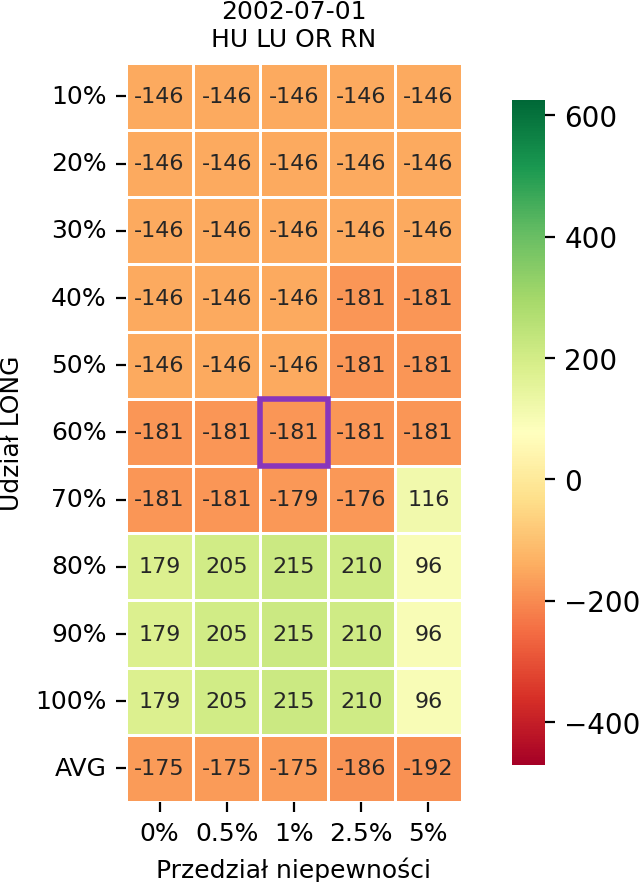 2002-07-01
HU LU OR RN
Udział LONG
10% -146 -146 -146 -146 -146
20% -146 -146 -146 -146 -146
30% -146 -146 -146 -146 -146
40% -146 -146 -146 -181 -181
50% -146 -146 -146 -181 -181
60% -181 -181 -181 -181 -181
70% -181 -181 -179 -176 116
80% 179 205 215 210 96
90% 179 205 215 210 96
100% 179 205 215 210 96
AVG -175 -175 -175 -186 -192
0% 0.5% 1% 2.5% 5%
Przedział niepewności
600
400
200
0
−200
−400